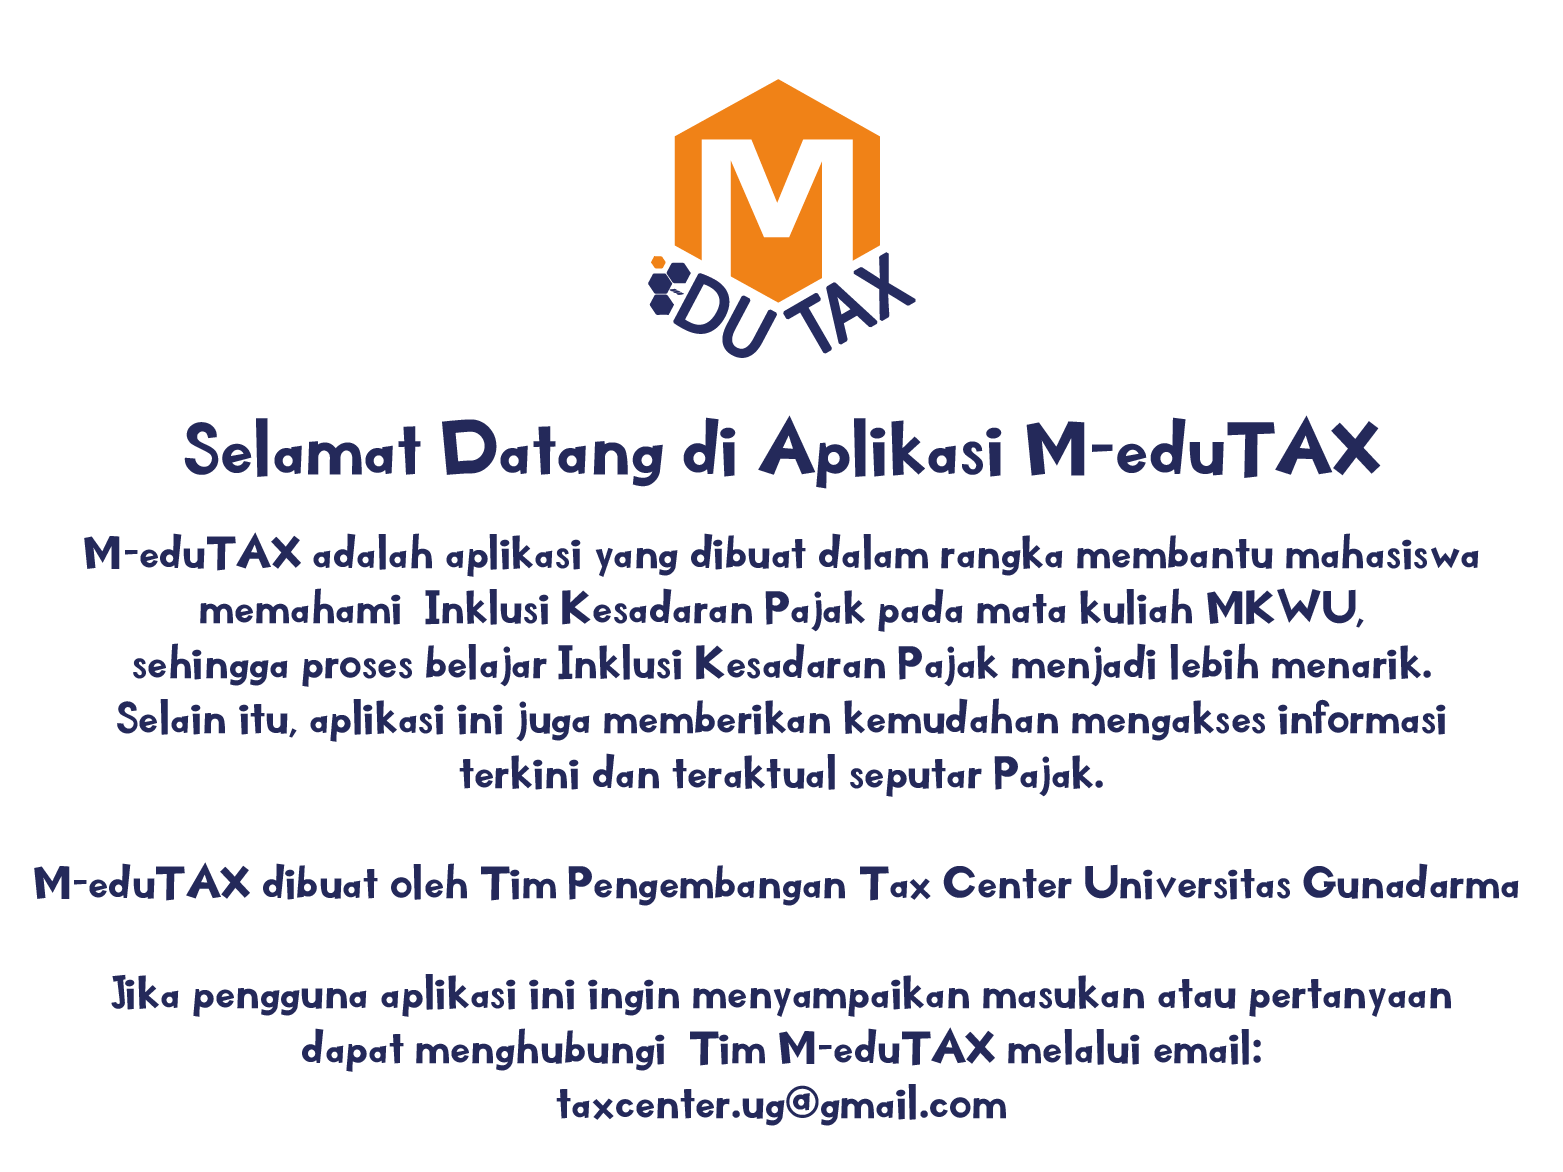 M
DU TAX
Selamat Datang di Aplikasi M-eduTAX
M-eduTAX adalah aplikasi yang dibuat dalam rangka membantu mahasiswa
memahami Inklusi Kesadaran Pajak pada mata kuliah MKWU,
sehingga proses belajar Inklusi Kesadaran Pajak menjadi lebih menarik.
Selain itu, aplikasi ini juga memberikan kemudahan mengakses informasi
terkini dan teraktual seputar Pajak.
M-eduTAX dibuat oleh Tim Pengembangan Tax Center Universitas Gunadarma
Jika pengguna aplikasi ini ingin menyampaikan masukan atau pertanyaan
dapat menghubungi Tim M-eduTAX melalui email:
taxcenter.ug@gmail.com